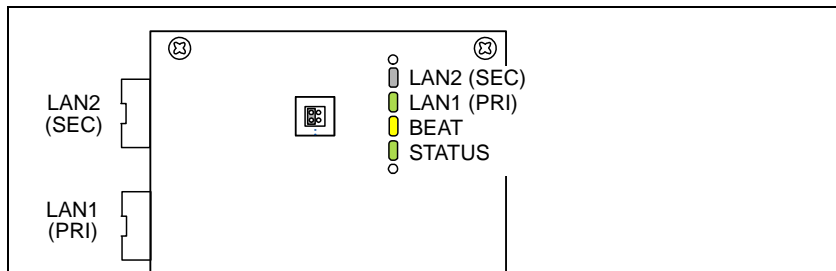 LAN2 (SEC)
LAN1 (PRI)
BEAT
STATUS
LAN2
(SEC)
LAN1
(PRI)